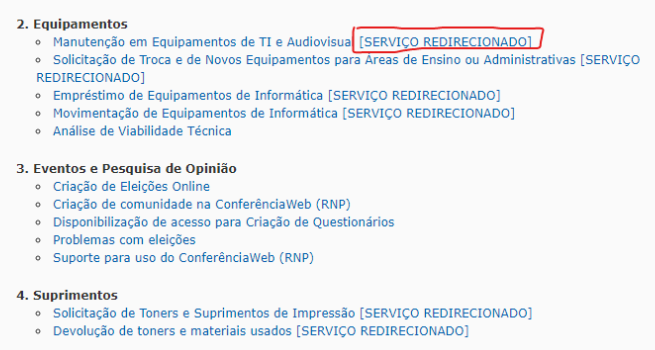 2. Equipamentos
Manutenção em Equipamentos de TI e Audiovisual [SERVIÇO REDIRECIONADO]
Solicitação de Troca e de Novos Equipamentos para Áreas de Ensino ou Administrativas [SERVIÇO
REDIRECIONADO]
Empréstimo de Equipamentos de Informática [SERVIÇO REDIRECIONADO]
Movimentação de Equipamentos de Informática [SERVIÇO REDIRECIONADO]
Análise de Viabilidade Técnica
3. Eventos e Pesquisa de Opinião
Criação de Eleições Online
Criação de comunidade na ConferênciaWeb (RNP)
Disponibilização de acesso para Criação de Questionários
Problemas com eleições
Suporte para uso do ConferênciaWeb (RNP)
4. Suprimentos
Solicitação de Toners e Suprimentos de Impressão [SERVIÇO REDIRECIONADO]
Devolução de toners e materiais usados [SERVIÇO REDIRECIONADO]